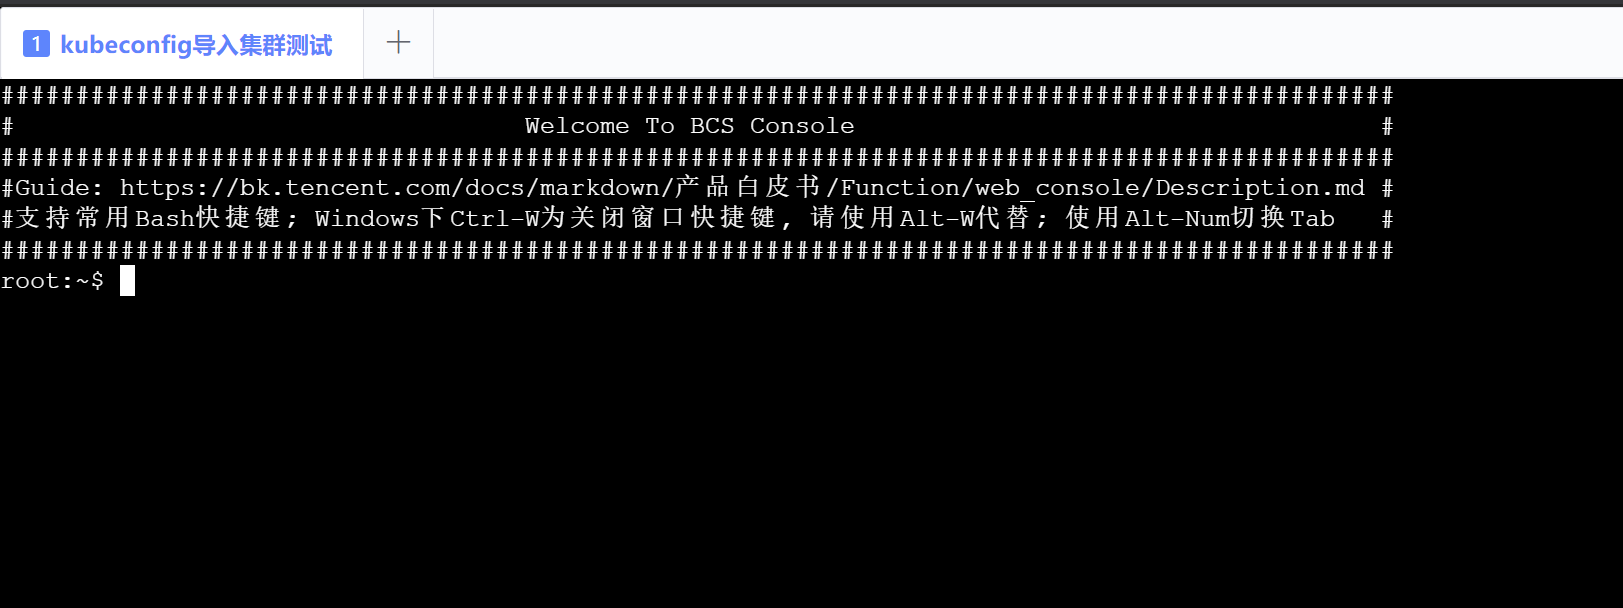 1 kubeconfig导入集群测试 +
#############################################################################################
# Welcome To BCS Console #
#############################################################################################
#Guide: https://bk.tencent.com/docs/markdown/产品白皮书/Function/web_console/Description.md #
#支持常用Bash快捷键; Windows下Ctrl-W为关闭窗口快捷键, 请使用Alt-W代替; 使用Alt-Num切换Tab #
#############################################################################################
root:~$